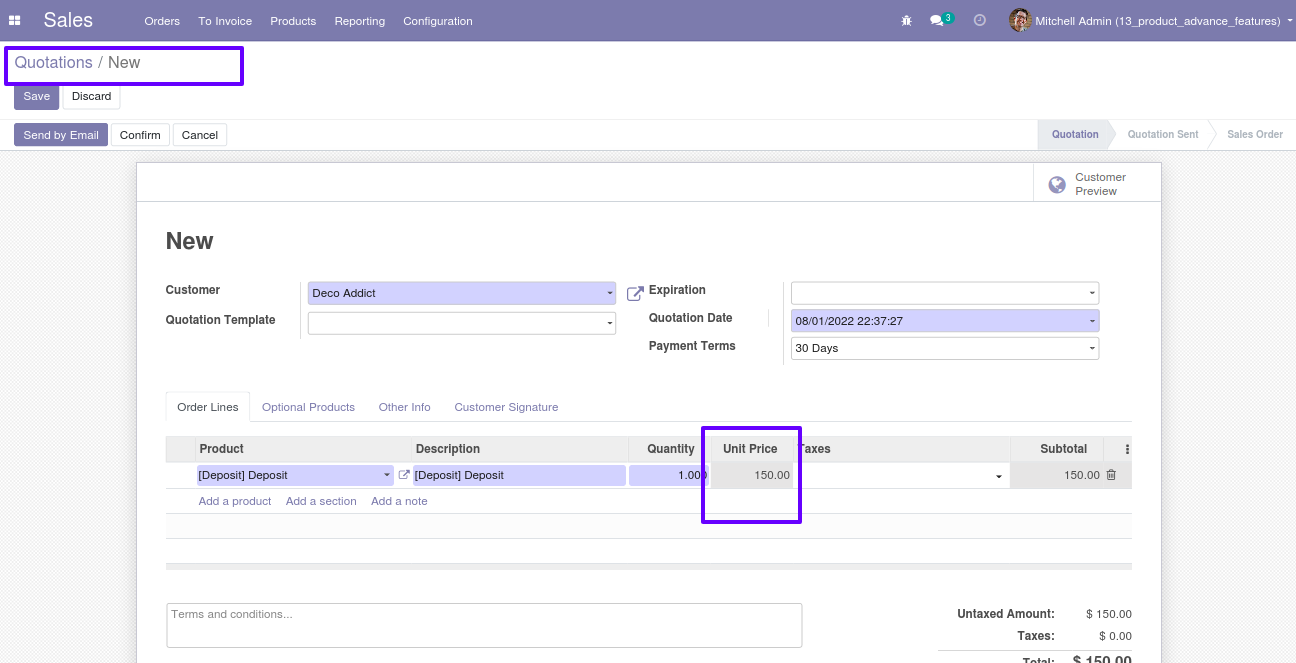 Sales Orders To Invoice Products Reporting Configuration 3 Mitchell Admin (13_product_advance_features)
Quotations / New
Save Discard
Send by Email Confirm Cancel Quotation Quotation Sent Sales Order
Customer
Preview
New
Customer Deco Addict Expiration
Quotation Template Quotation Date 08/01/2022 22:37:27
Payment Terms 30 Days
Order Lines Optional Products Other Info Customer Signature
Product Description Quantity Unit Price Taxes Subtotal
[Deposit] Deposit [Deposit] Deposit 1.000 150.00 150.00
Add a product Add a section Add a note
Terms and conditions... Untaxed Amount: $ 150.00
Taxes: $ 0.00
Total: $ 150.00